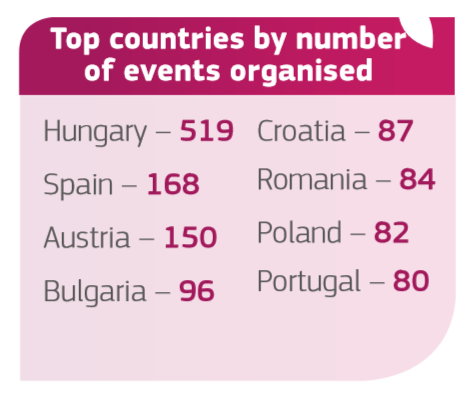 Top countries by number
of events organised
Hungary – 519
Spain – 168
Austria – 150
Bulgaria – 96
Croatia – 87
Romania – 84
Poland – 82
Portugal – 80